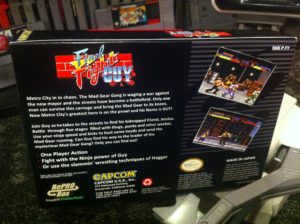 SNS P-FY
Final
Fight
GUY
Metro City in in chaos. The Mad Gear Gang is waging a war against
the new mayor and the streets have become a battlefield. Only one
man can survive this carnage and bring the Mad Gear to its knees.
Now Metro City's greatest hero is on the prowl and his Name is GUY!
Join Guy as he takes to the streets to find his kidnapped friend,
Battle through five stages filled with thugs, punks and other
Use your ninja speed and kicks to beat some heads and send the
Mad Gear running. Can Guy find his way to the leader of the
mysterious Mad Gear Gang? Only you can find out!
One Player Action
Fight with the Ninja power of Guy
Or use the slammin' wrestling techniques of Haggar
RePRO
Box
CAPCOM
CAPCOM U.S.A., Inc.
MADE IN JAPAN